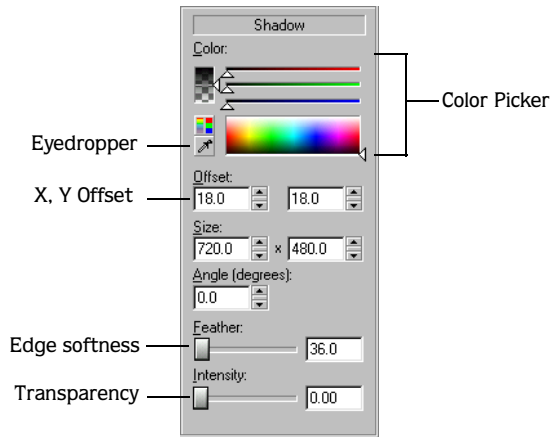 Shadow
Color:
Color Picker
Eyedropper
Offset:
X, Y Offset
18.0 18.0
Size:
720.0 x 480.0
Angle (degrees):
0.0
Feather:
Edge softness
36.0
Intensity:
Transparency
0.00